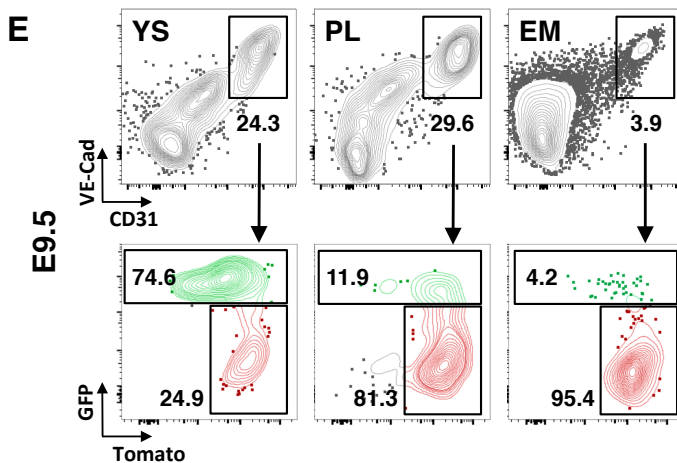 E
YS
PL
EM
24.3
29.6
3.9
VE-Cad
CD31
E9.5
74.6
11.9
4.2
24.9
81.3
95.4
GFP
Tomato